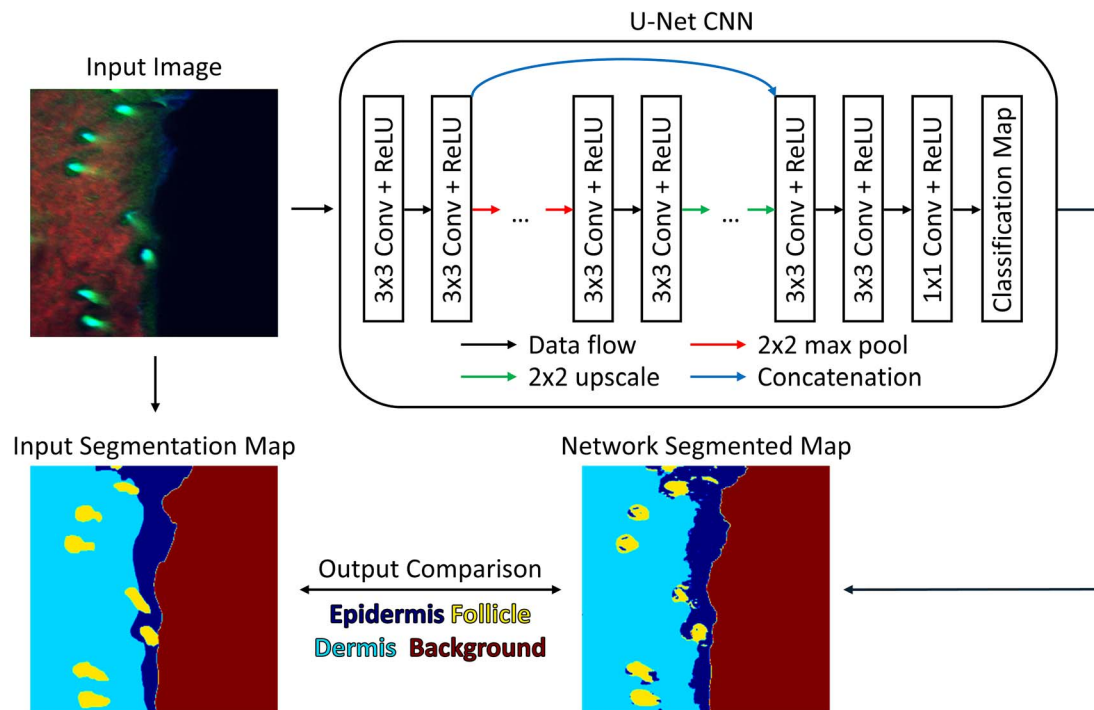 U-Net CNN
Input Image
3x3 Conv + ReLU
3x3 Conv + ReLU
...
3x3 Conv + ReLU
3x3 Conv + ReLU
...
3x3 Conv + ReLU
3x3 Conv + ReLU
1x1 Conv + ReLU
Classification Map
Data flow
2x2 max pool
2x2 upscale
Concatenation
Input Segmentation Map
Network Segmented Map
Output Comparison
Epidermis Follicle
Dermis Background